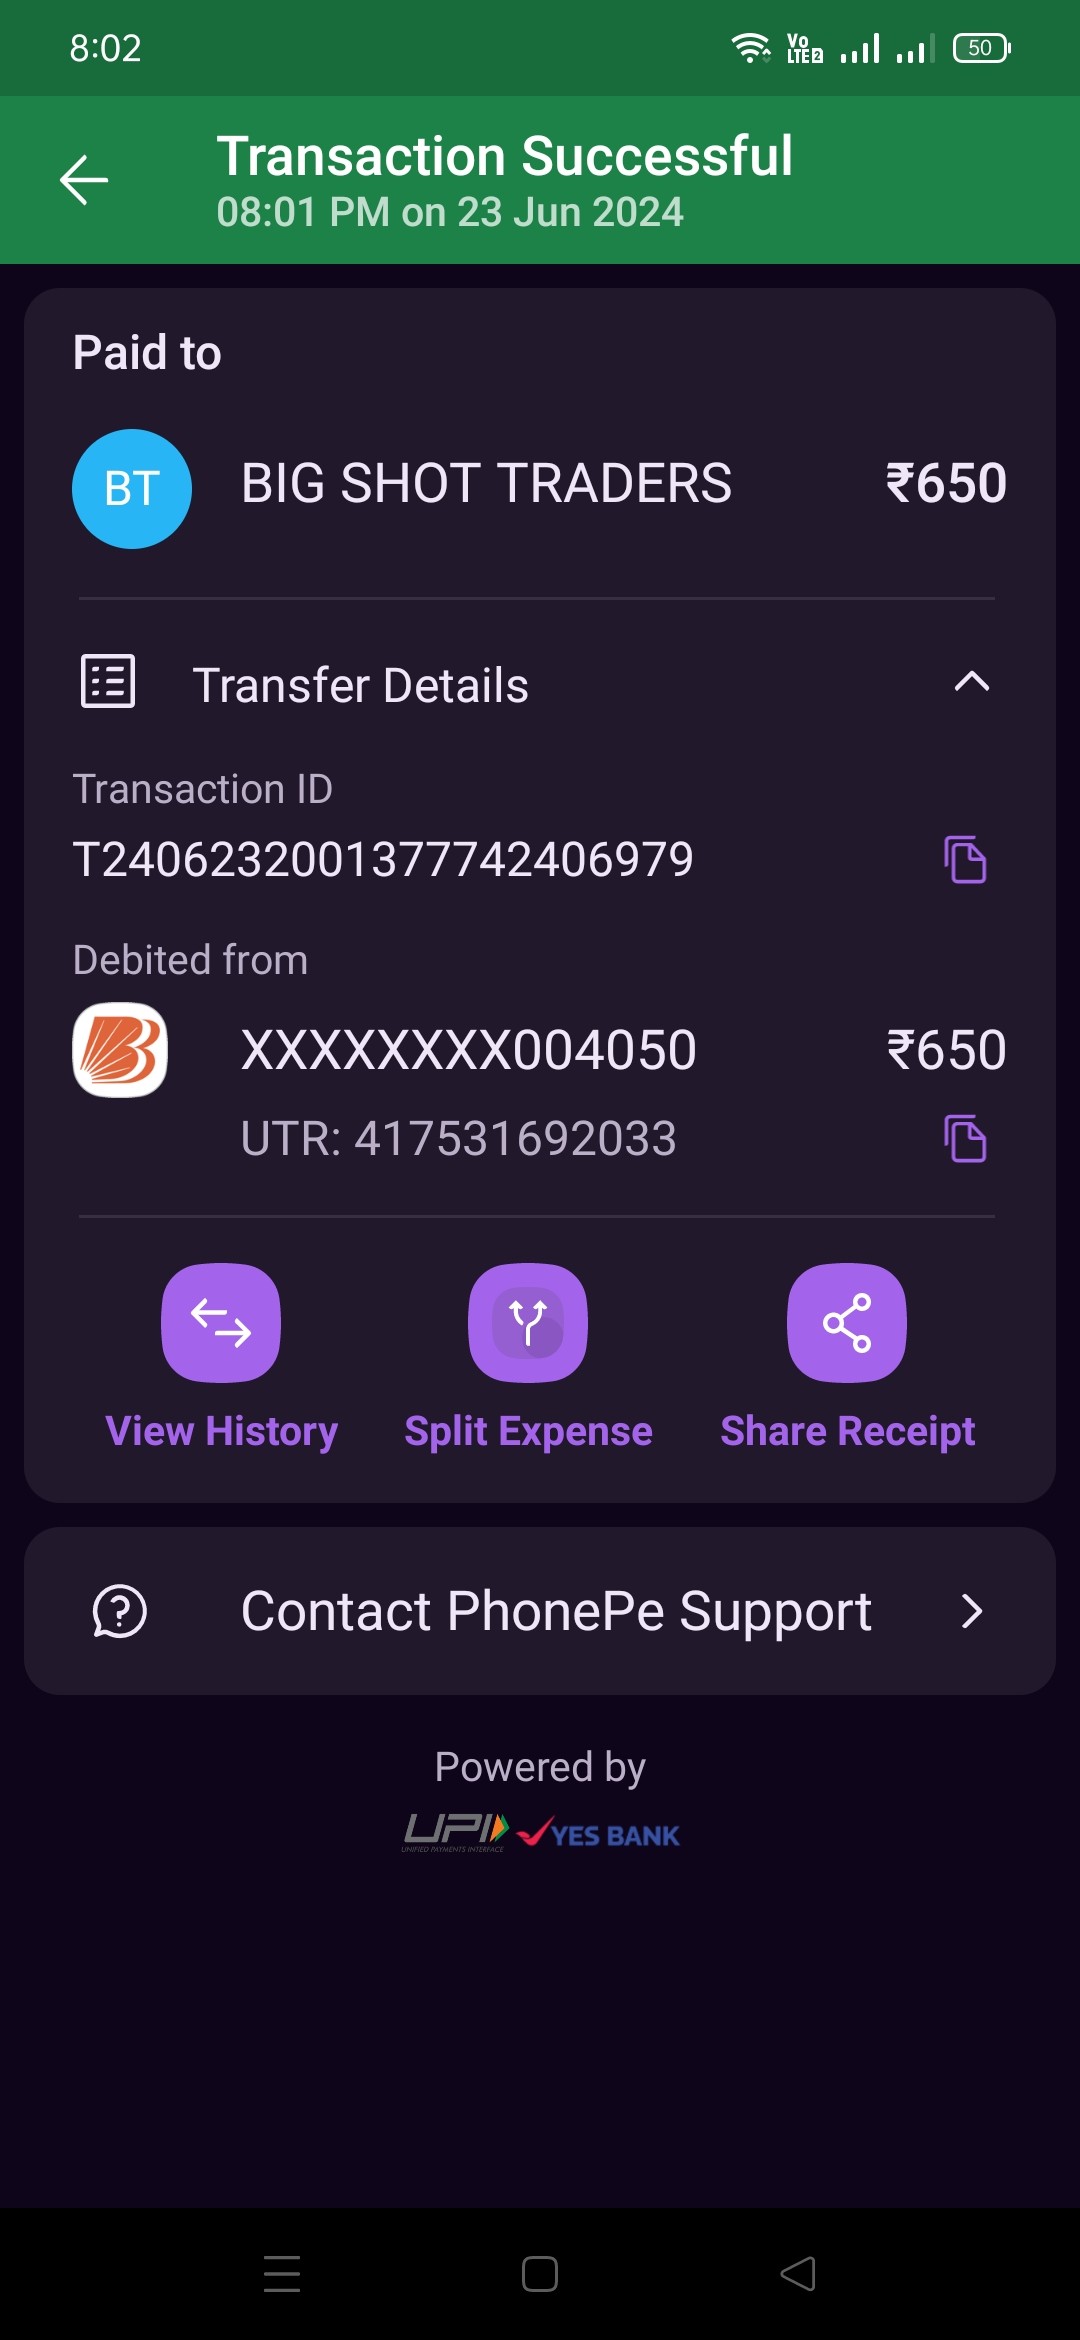 8:02
Vo
LTE 2
50
Transaction Successful
08:01 PM on 23 Jun 2024
Paid to
BT
BIG SHOT TRADERS
₹650
Transfer Details
Transaction ID
T2406232001377742406979
Debited from
XXXXXXXX004050
₹650
UTR: 417531692033
View History
Split Expense
Share Receipt
Contact PhonePe Support
Powered by
UPI
UNIFIED PAYMENTS INTERFACE
YES BANK